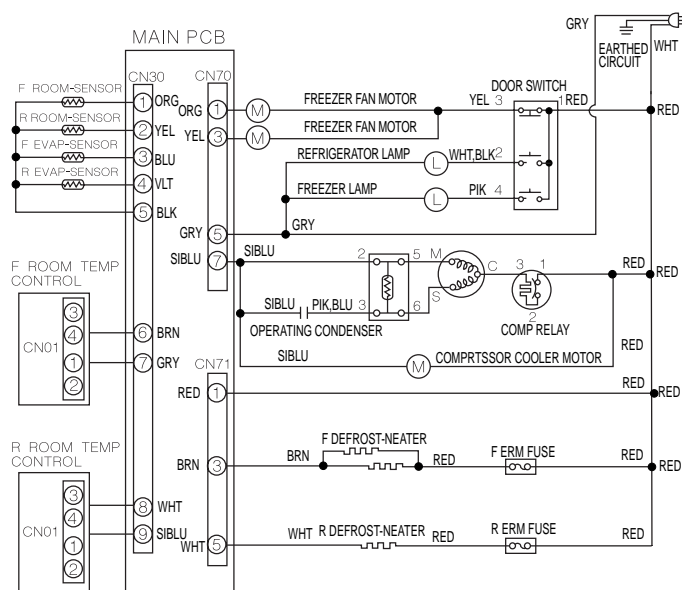 GRY
EARTHED
CIRCUIT
WHT
MAIN PCB
CN30
CN70
F ROOM-SENSOR
1 ORG
R ROOM-SENSOR
2 YEL
F EVAP-SENSOR
3 BLU
R EVAP-SENSOR
4 VLT
5 BLK
ORG 1 M FREEZER FAN MOTOR YEL 3
DOOR SWITCH
1 RED
RED
YEL 3 M FREEZER FAN MOTOR
REFRIGERATOR LAMP L WHT,BLK 2
FREEZER LAMP L PIK 4
GRY 5 GRY
SIBLU 7 SIBLU 2 5 M C 3 1 RED RED
SIBLU PIK,BLU 3 6 S
OPERATING CONDENSER
2
COMP RELAY
SIBLU M COMPRTSSOR COOLER MOTOR RED
F ROOM TEMP
CONTROL
CN01
3
4
1
2
6 BRN
7 GRY
CN71
RED 1 RED RED
F DEFROST-NEATER
BRN 3 BRN RED F ERM FUSE RED RED
R ROOM TEMP
CONTROL
CN01
3
4
1
2
8 WHT
9 SIBLU
WHT 5 WHT R DEFROST-NEATER RED R ERM FUSE RED